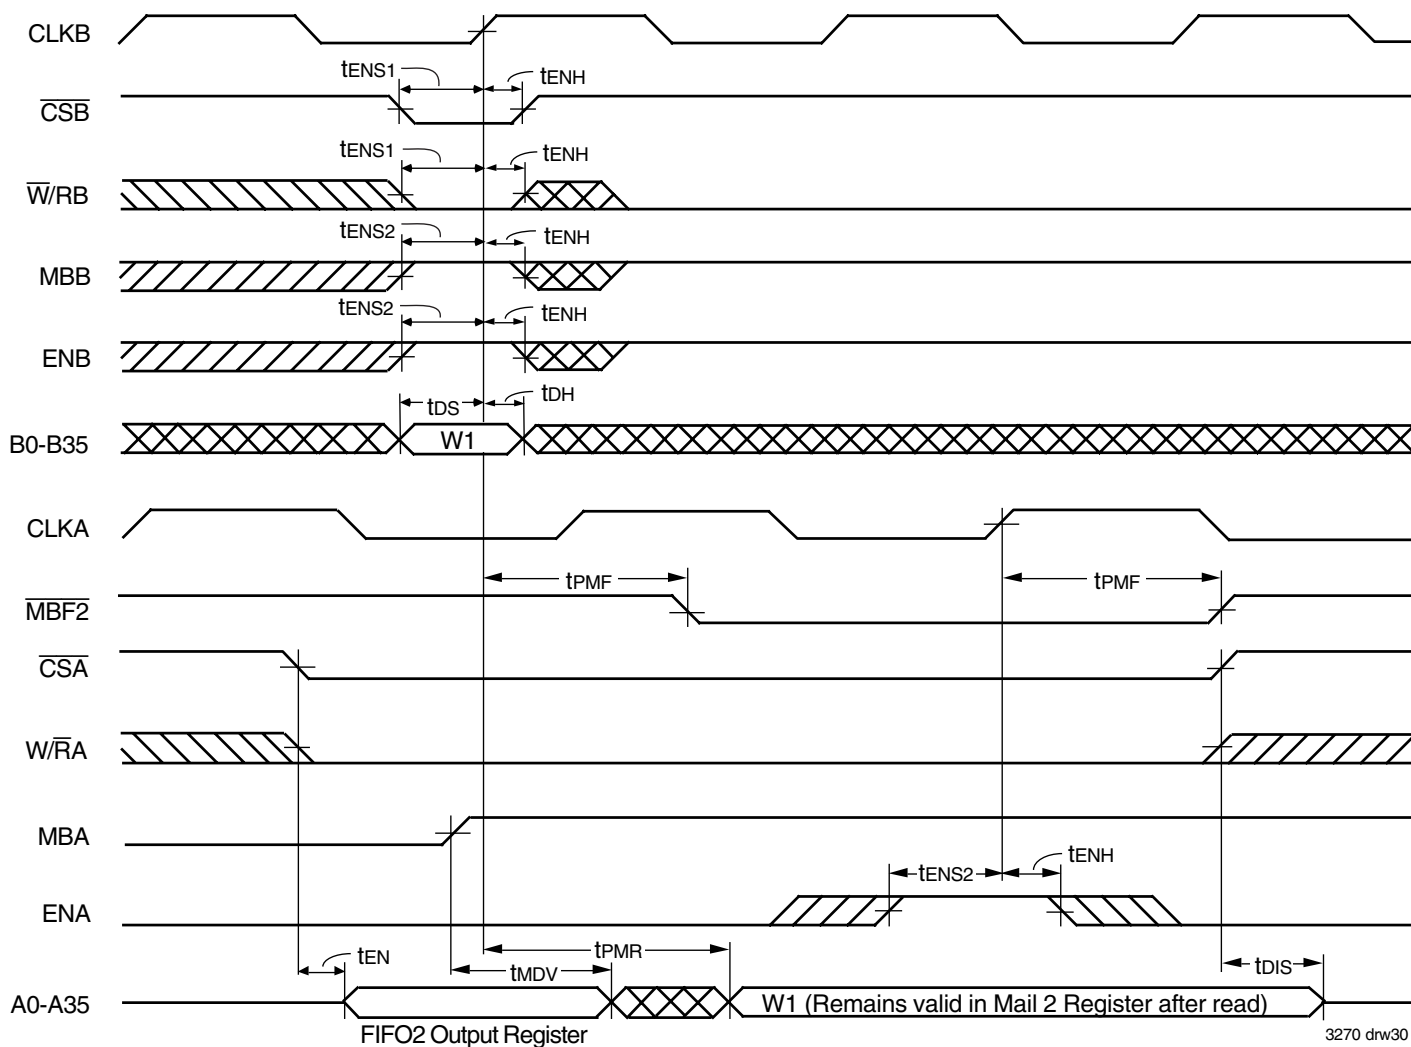 CLKB
tENS1
tENH
CSB
tENS1
tENH
W/RB
tENS2
tENH
MBB
tENS2
tENH
ENB
tDS
tDH
B0-B35
W1
CLKA
tPMF
tPMF
MBF2
CSA
W/RA
MBA
tENS2
tENH
ENA
tEN
tPMR
tMDV
tDIS
A0-A35
W1 (Remains valid in Mail 2 Register after read)
FIFO2 Output Register
3270 drw30